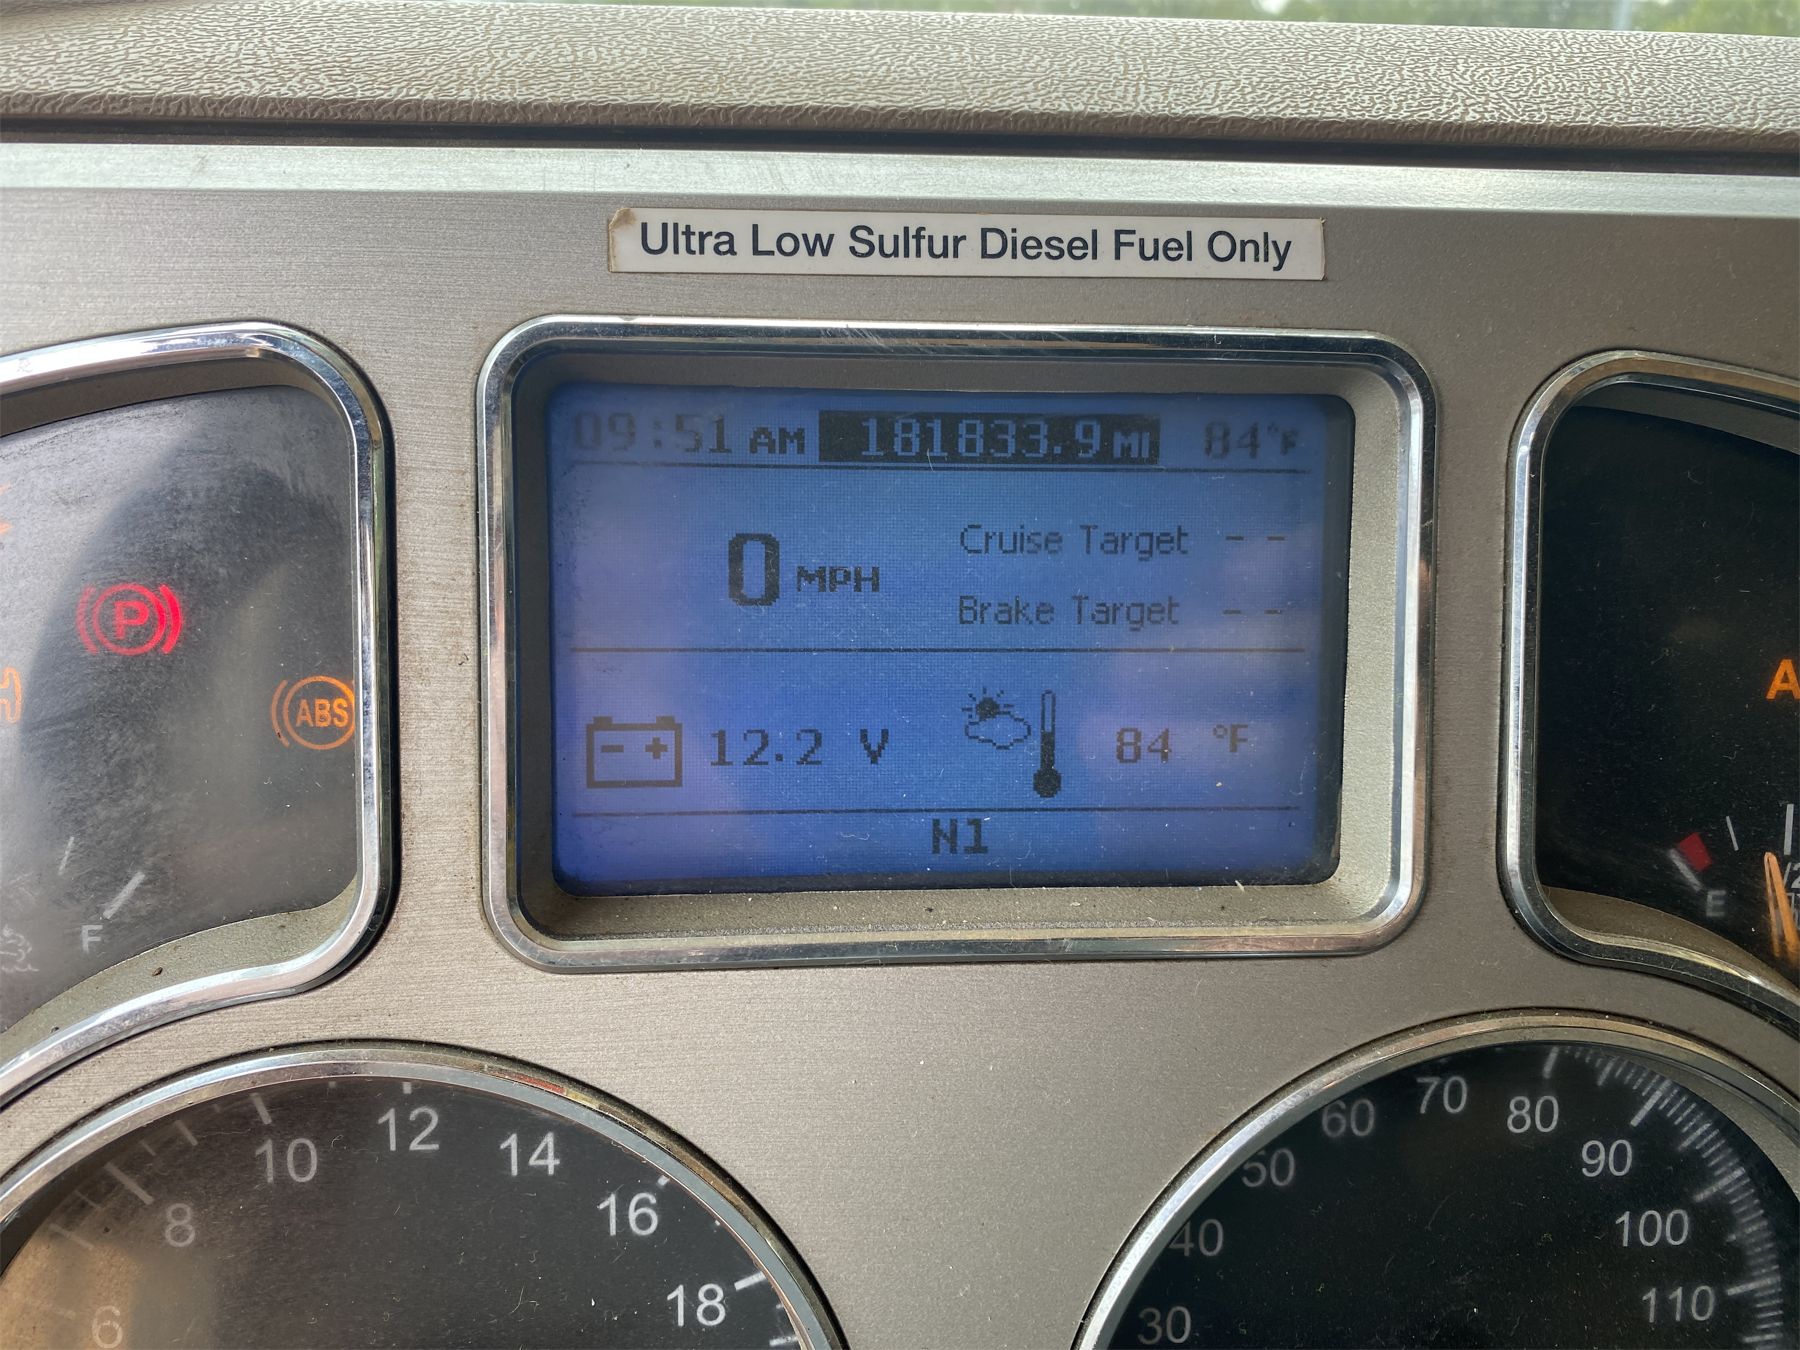 Ultra Low Sulfur Diesel Fuel Only
09:51 AM 181833.9 MI 84°F
0 MPH
Cruise Target - -
Brake Target - -
P
ABS
- + 12.2 V 84 °F
N1
F
E
6 8 10 12 14 16 18
30 40 50 60 70 80 90 100 110